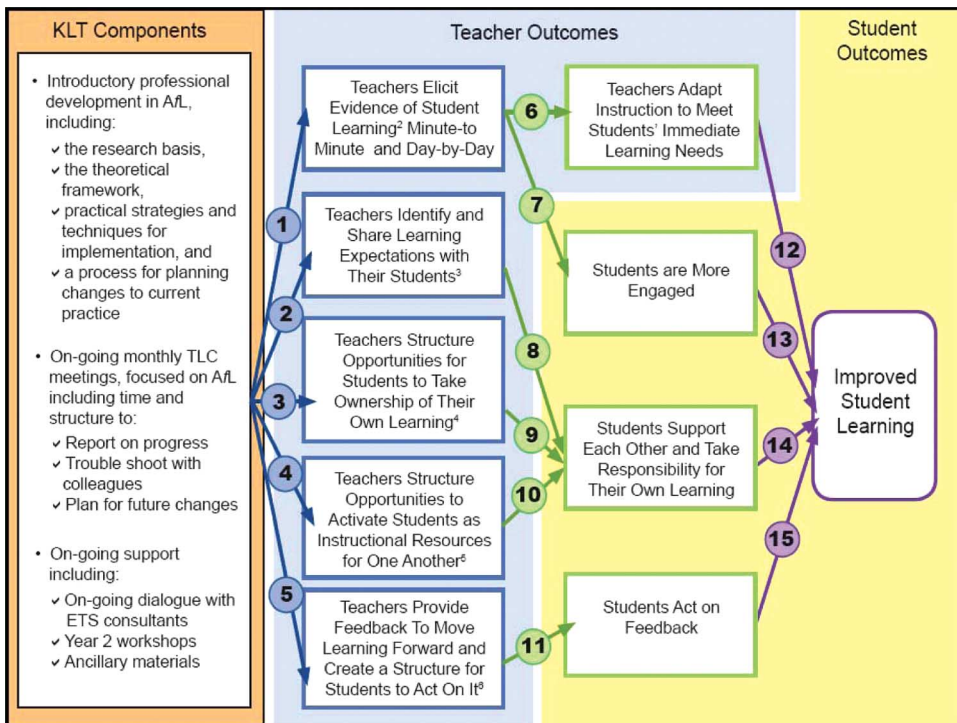 KLT Components
• Introductory professional
development in AfL,
including:
✓ the research basis,
✓ the theoretical
framework,
✓ practical strategies and
techniques for
implementation, and
✓ a process for planning
changes to current
practice
• On-going monthly TLC
meetings, focused on AfL
including time and
structure to:
✓ Report on progress
✓ Trouble shoot with
colleagues
✓ Plan for future changes
• On-going support
including:
✓ On-going dialogue with
ETS consultants
✓ Year 2 workshops
✓ Ancillary materials
1
2
3
4
5
Teacher Outcomes
Teachers Elicit
Evidence of Student
Learning² Minute-to
Minute and Day-by-Day
Teachers Identify and
Share Learning
Expectations with
Their Students³
Teachers Structure
Opportunities for
Students to Take
Ownership of Their
Own Learning⁴
Teachers Structure
Opportunities to
Activate Students as
Instructional Resources
for One Another⁵
Teachers Provide
Feedback To Move
Learning Forward and
Create a Structure for
Students to Act On It⁶
6
7
8
9
10
11
Teachers Adapt
Instruction to Meet
Students' Immediate
Learning Needs
Students are More
Engaged
Students Support
Each Other and Take
Responsibility for
Their Own Learning
Students Act on
Feedback
Student
Outcomes
12
13
14
15
Improved
Student
Learning